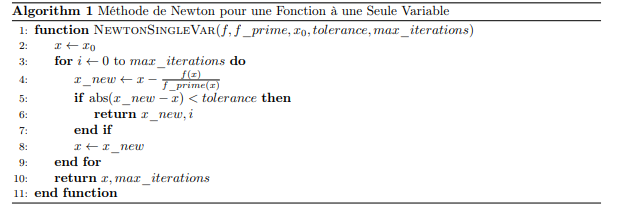 Algorithm 1 Méthode de Newton pour une Fonction à une Seule Variable
1: function NEWTONSINGLEVAR(f, f_prime, x₀, tolerance, max_iterations)
2: x ← x₀
3: for i ← 0 to max_iterations do
4: x_new ← x − f(x)/f_prime(x)
5: if abs(x_new − x) < tolerance then
6: return x_new, i
7: end if
8: x ← x_new
9: end for
10: return x, max_iterations
11: end function